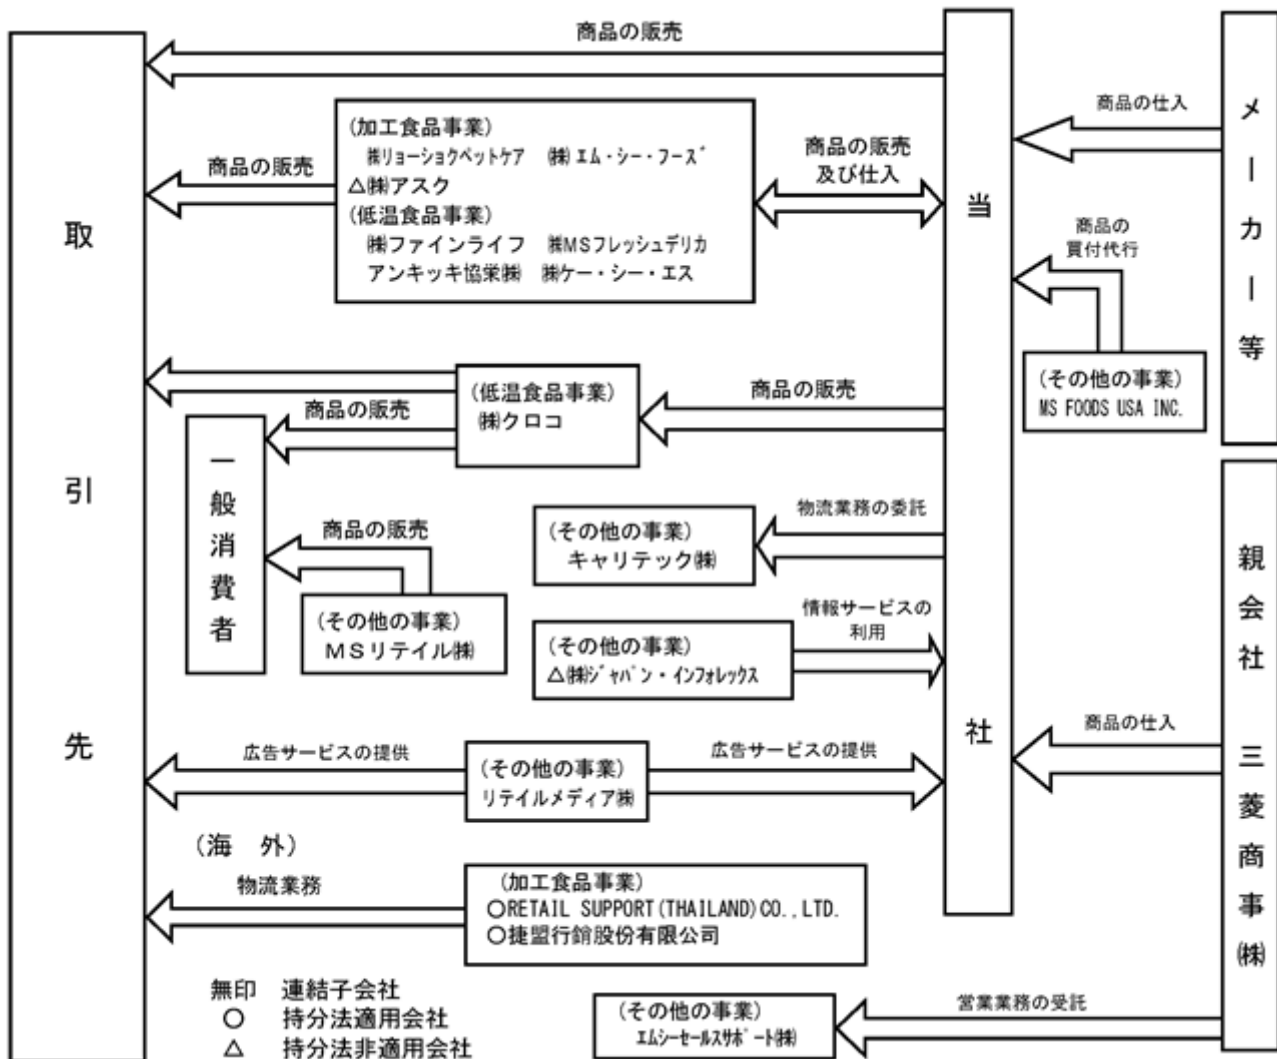 商品の販売
取引先
当社
メーカー等
商品の仕入
(加工食品事業)
㈱リョーショクペットケア ㈱エム・シー・フーズ
△㈱アスク
(低温食品事業)
㈱ファインライフ ㈱MSフレッシュデリカ
アンキッキ協栄㈱ ㈱ケー・シー・エス
商品の販売
商品の販売
及び仕入
商品の
買付代行
(その他の事業)
MS FOODS USA INC.
(低温食品事業)
㈱クロコ
商品の販売
商品の販売
一般消費者
商品の販売
(その他の事業)
MSリテイル㈱
(その他の事業)
キャリテック㈱
物流業務の委託
(その他の事業)
△㈱ジャパン・インフォレックス
情報サービスの
利用
親会社 三菱商事㈱
商品の仕入
広告サービスの提供
(その他の事業)
リテイルメディア㈱
広告サービスの提供
(海 外)
物流業務
(加工食品事業)
○RETAIL SUPPORT(THAILAND)CO.,LTD.
○捷盟行銷股份有限公司
無印 連結子会社
○ 持分法適用会社
△ 持分法非適用会社
(その他の事業)
エムシーセールスサポート㈱
営業業務の受託